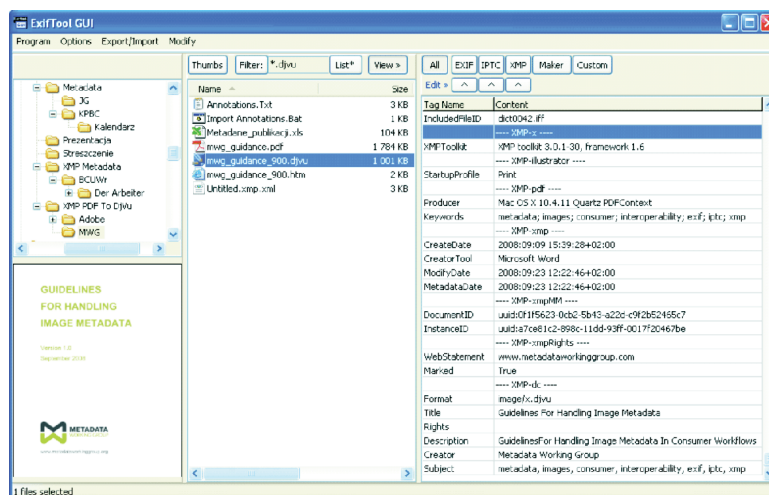 ExifTool GUI
Program Options Export/Import Modify
Metadata
JG
KPBC
Kalendarz
Prezentacja
Streszczenie
XMP Metadata
BCUWr
Der Arbeiter
XMP PDF To DjVu
Adobe
MWG
GUIDELINES
FOR HANDLING
IMAGE METADATA
Version 1.0
September 2008
METADATA
WORKING GROUP
www.metadataworkinggroup.org
Thumbs Filter: *.djvu List* View »
Name Size
Annotations.Txt 3 KB
Import Annotations.Bat 1 KB
Metadane_publikacji.xls 104 KB
mwg_guidance.pdf 1 784 KB
mwg_guidance_900.djvu 1 001 KB
mwg_guidance_900.htm 2 KB
Untitled.xmp.xml 3 KB
All EXIF IPTC XMP Maker Custom
Edit » ^ ^ ^
Tag Name Content
IncludedFileID dict0042.iff
---- XMP-x ----
XMPToolkit XMP toolkit 3.0.1-30, framework 1.6
---- XMP-illustrator ----
StartupProfile Print
---- XMP-pdf ----
Producer Mac OS X 10.4.11 Quartz PDFContext
Keywords metadata; images; consumer; interoperability; exif; iptc; xmp
---- XMP-xmp ----
CreateDate 2008:09:09 15:39:28+02:00
CreatorTool Microsoft Word
ModifyDate 2008:09:23 12:22:46+02:00
MetadataDate 2008:09:23 12:22:46+02:00
---- XMP-xmpMM ----
DocumentID uuid:0f1f5623-0cb2-5b43-a22d-c9f2b52465c7
InstanceID uuid:a7ce81c2-898c-11dd-93ff-0017f20467be
---- XMP-xmpRights ----
WebStatement www.metadataworkinggroup.com
Marked True
---- XMP-dc ----
Format image/x.djvu
Title Guidelines For Handling Image Metadata
Rights
Description GuidelinesFor Handling Image Metadata In Consumer Workflows
Creator Metadata Working Group
Subject metadata, images, consumer, interoperability, exif, iptc, xmp
1 files selected